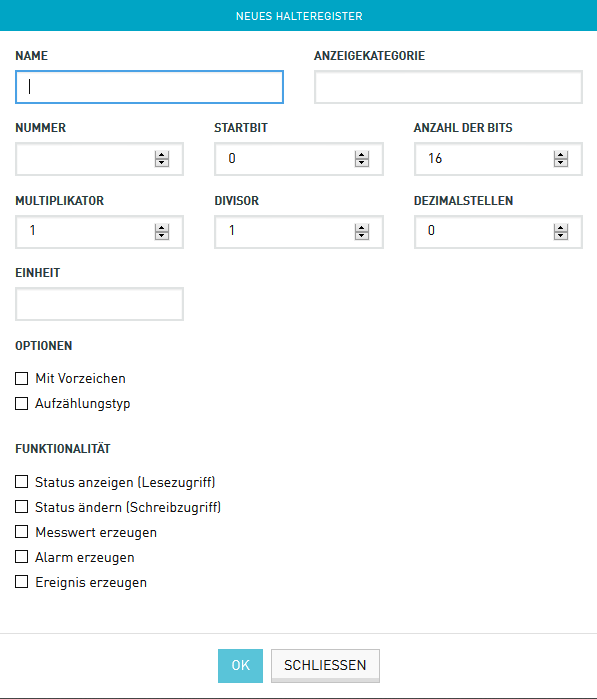 NEUES HALTEREGISTER
NAME ANZEIGEKATEGORIE
NUMMER STARTBIT ANZAHL DER BITS
0 16
MULTIPLIKATOR DIVISOR DEZIMALSTELLEN
1 1 0
EINHEIT
OPTIONEN
Mit Vorzeichen
Aufzählungstyp
FUNKTIONALITÄT
Status anzeigen (Lesezugriff)
Status ändern (Schreibzugriff)
Messwert erzeugen
Alarm erzeugen
Ereignis erzeugen
OK SCHLIESSEN